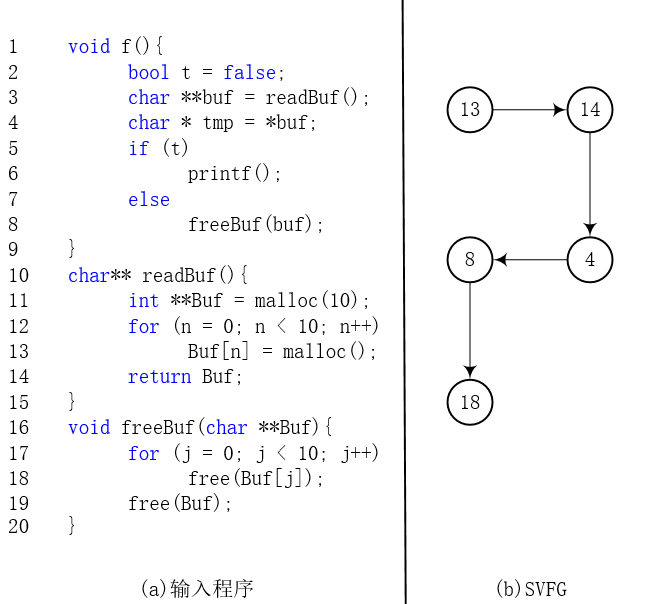 1 void f(){
2 bool t = false;
3 char **buf = readBuf();
4 char * tmp = *buf;
5 if (t)
6 printf();
7 else
8 freeBuf(buf);
9 }
10 char** readBuf(){
11 int **Buf = malloc(10);
12 for (n = 0; n < 10; n++)
13 Buf[n] = malloc();
14 return Buf;
15 }
16 void freeBuf(char **Buf){
17 for (j = 0; j < 10; j++)
18 free(Buf[j]);
19 free(Buf);
20 }
(a)输入程序
13 14
8 4
18
(b)SVFG